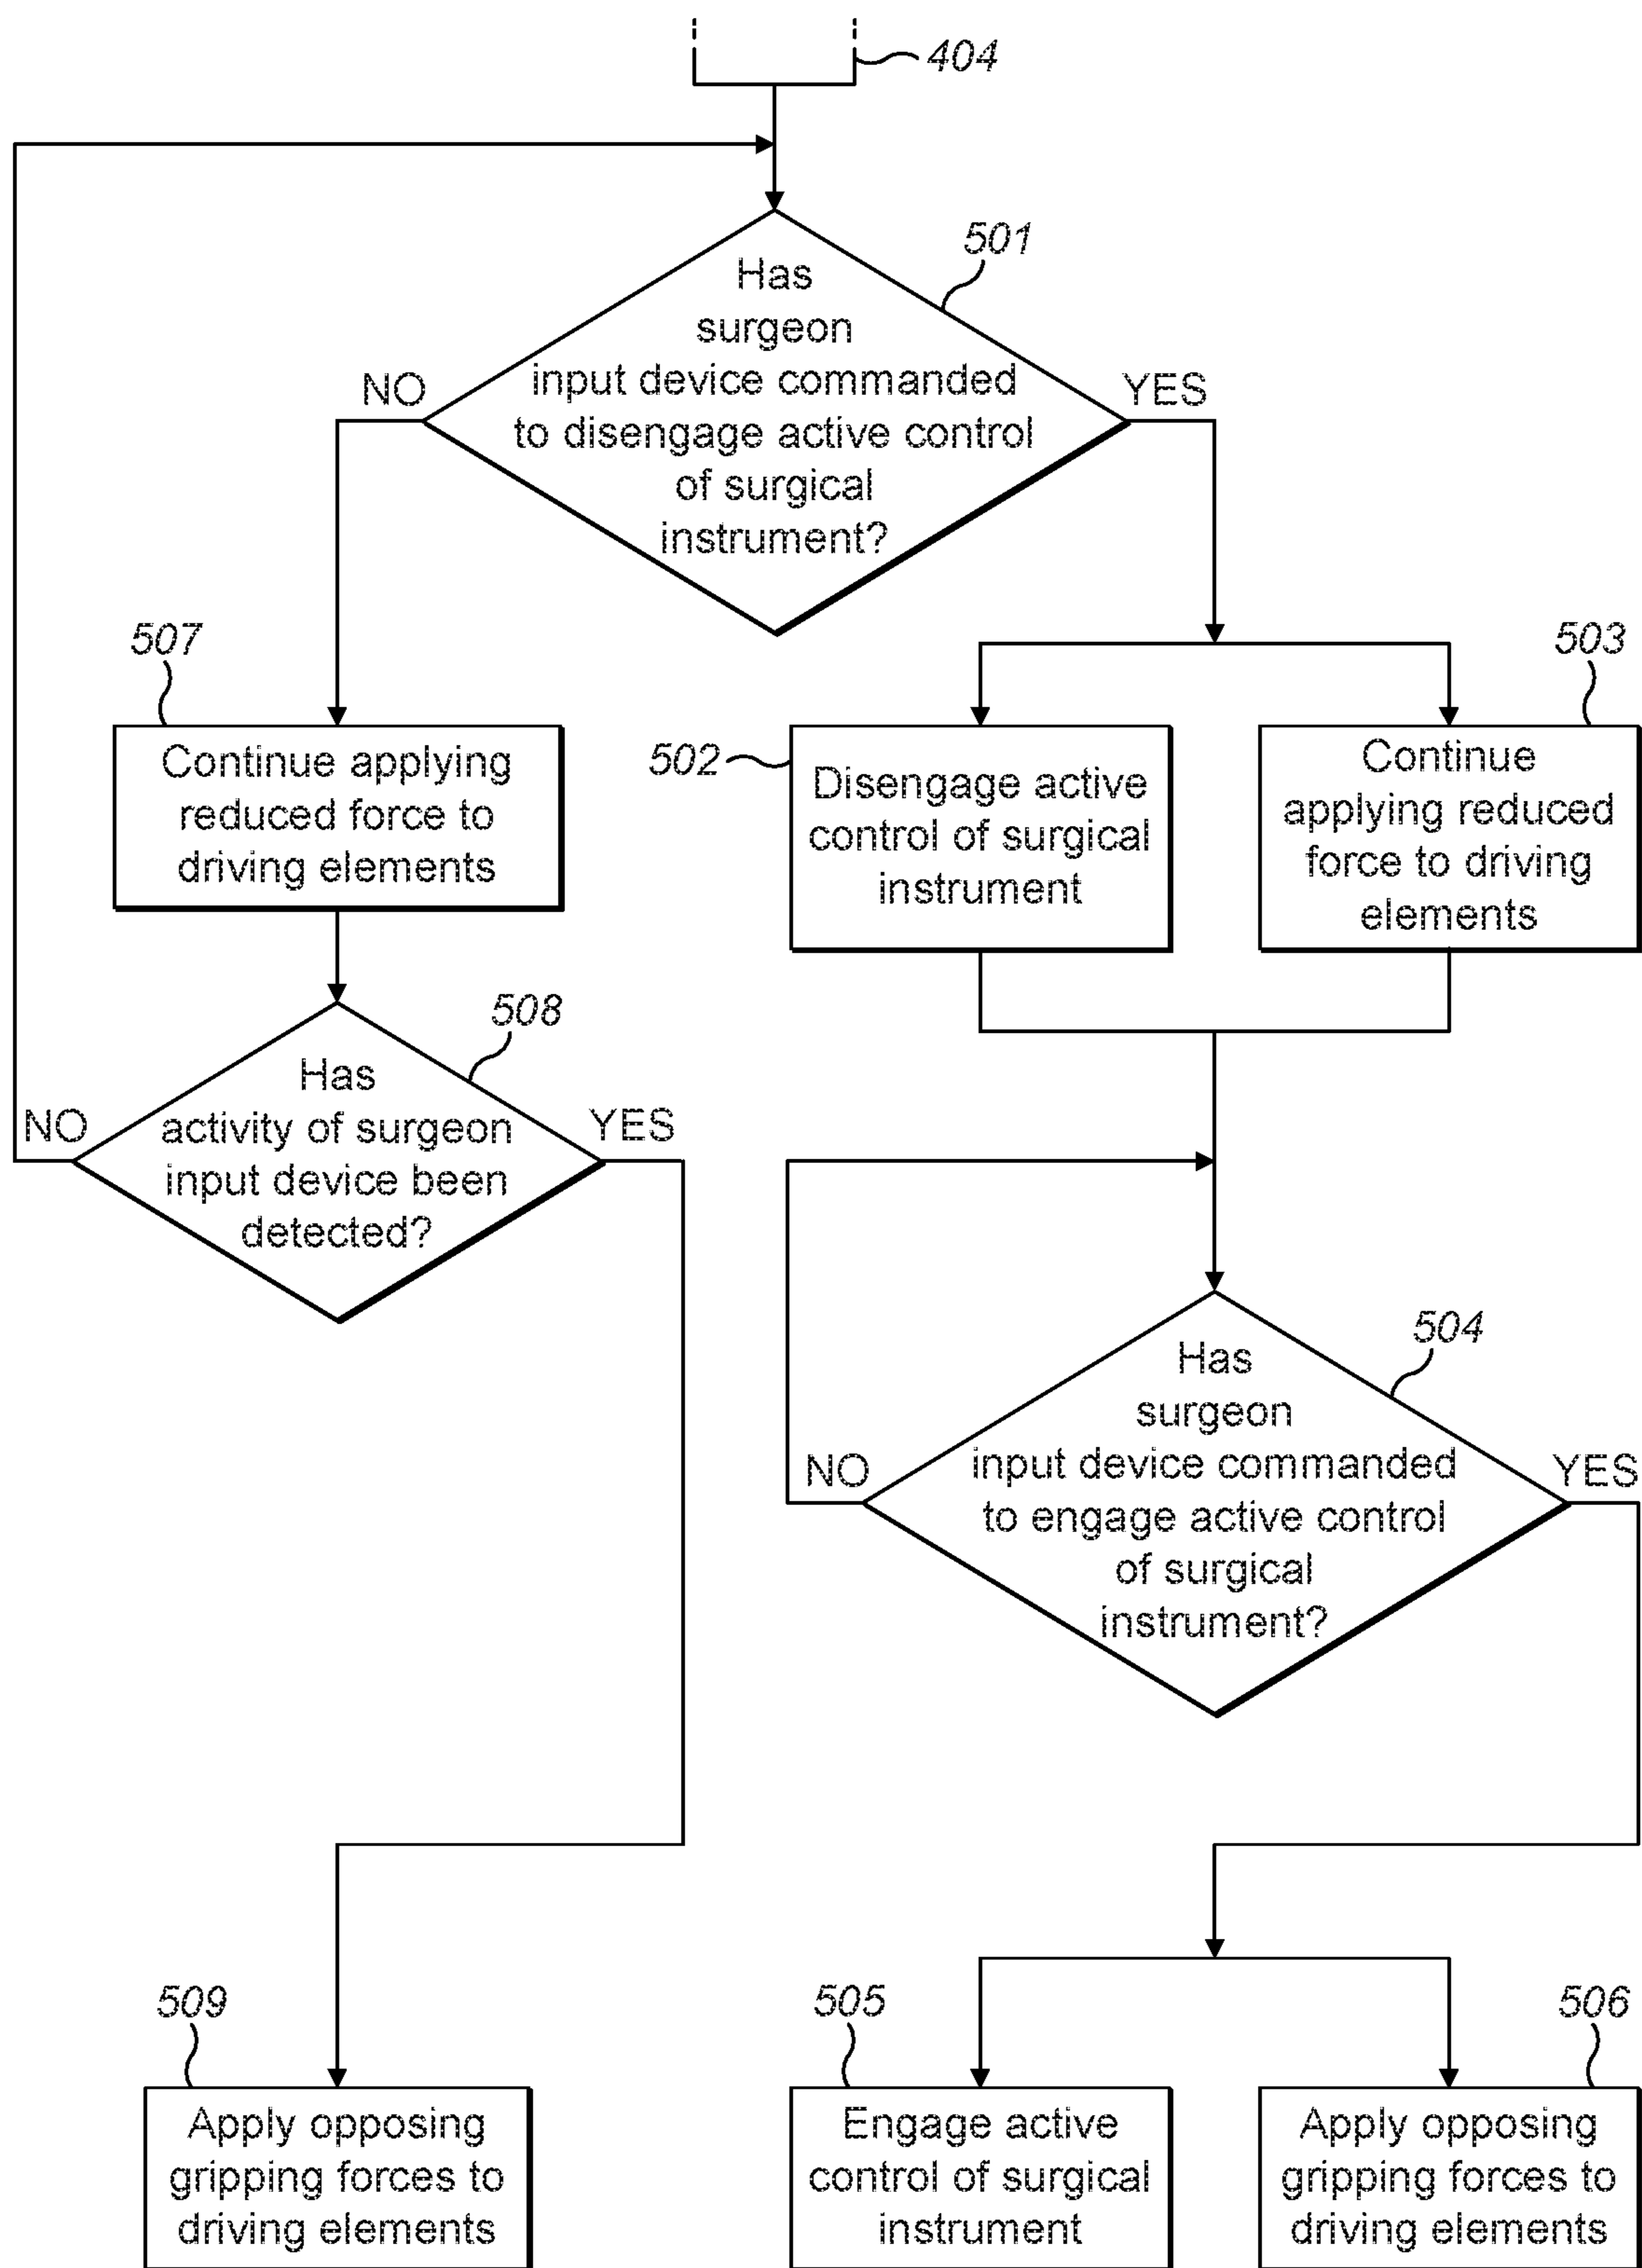 404
501
Has
surgeon
input device commanded
to disengage active control
of surgical
instrument?
NO
YES
507
Continue applying
reduced force to
driving elements
502
Disengage active
control of surgical
instrument
503
Continue
applying reduced
force to driving
elements
508
Has
activity of surgeon
input device been
detected?
NO
YES
504
Has
surgeon
input device commanded
to engage active control
of surgical
instrument?
NO
YES
509
Apply opposing
gripping forces to
driving elements
505
Engage active
control of surgical
instrument
506
Apply opposing
gripping forces to
driving elements